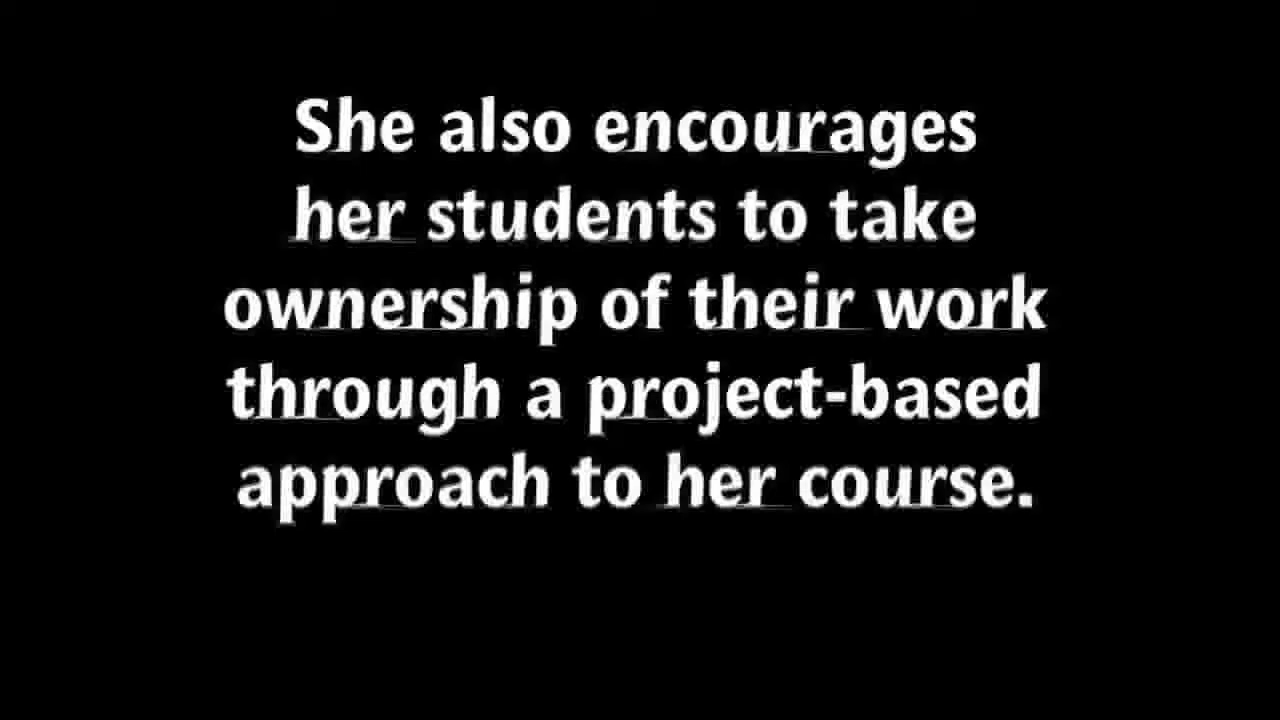 She also encourages
her students to take
ownership of their work
through a project-based
approach to her course.